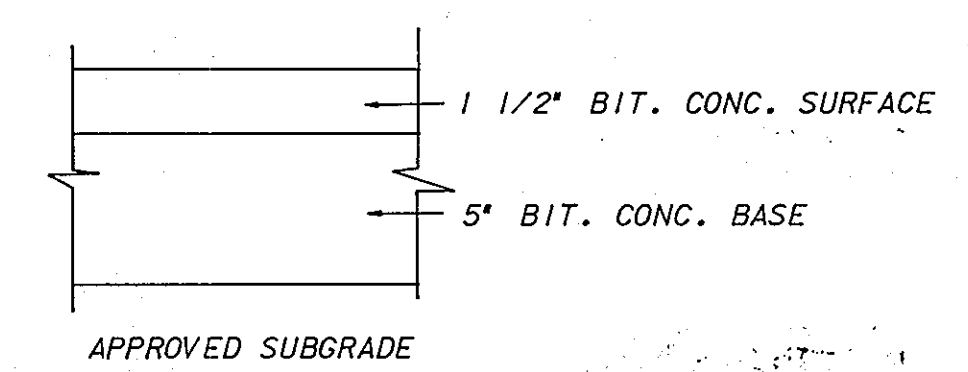 1 1/2" BIT. CONC. SURFACE
5" BIT. CONC. BASE
APPROVED SUBGRADE